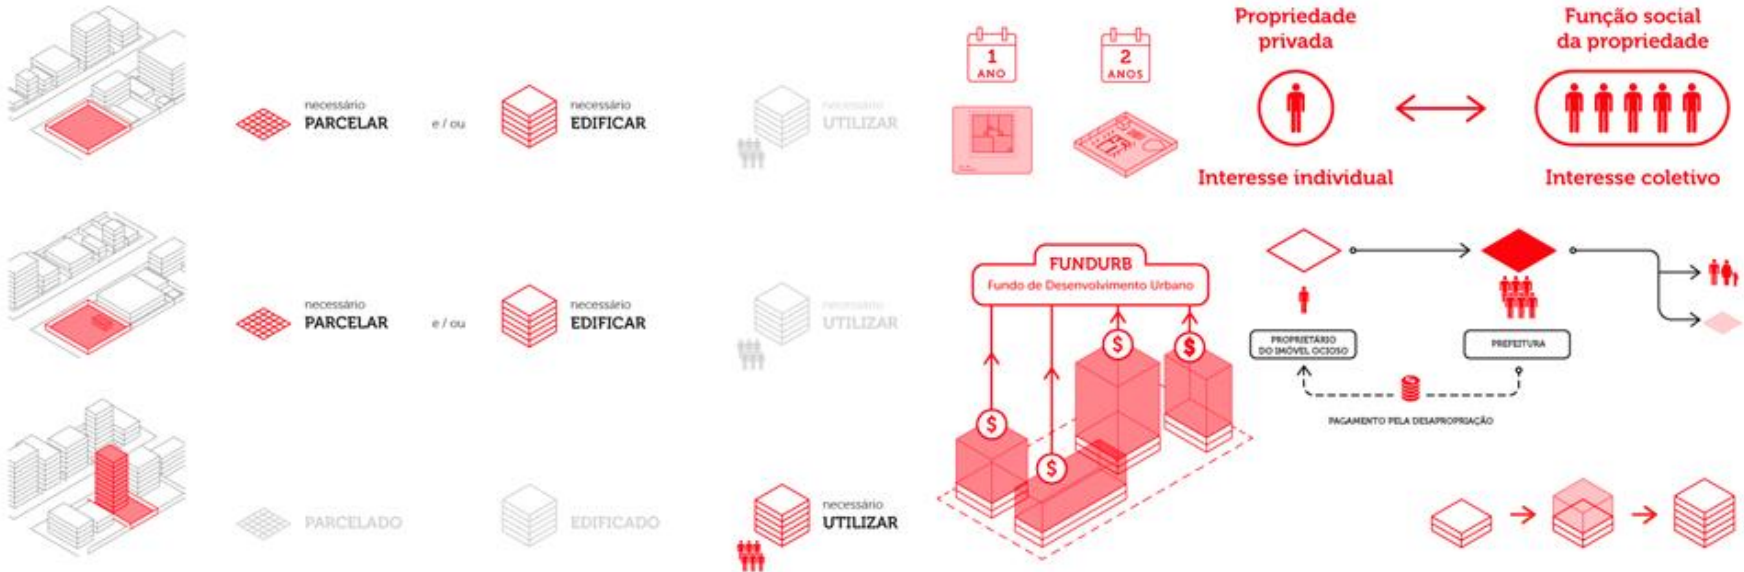 necessário
PARCELAR
e / ou
necessário
EDIFICAR
necessário
UTILIZAR
necessário
PARCELAR
e / ou
necessário
EDIFICAR
necessário
UTILIZAR
PARCELADO
EDIFICADO
necessário
UTILIZAR
1
ANO
2
ANOS
Propriedade
privada
Interesse individual
Função social
da propriedade
Interesse coletivo
FUNDURB
Fundo de Desenvolvimento Urbano
$
$
$
$
PROPRIETÁRIO
DO IMÓVEL OCIOSO
PREFEITURA
PAGAMENTO PELA DESAPROPRIAÇÃO